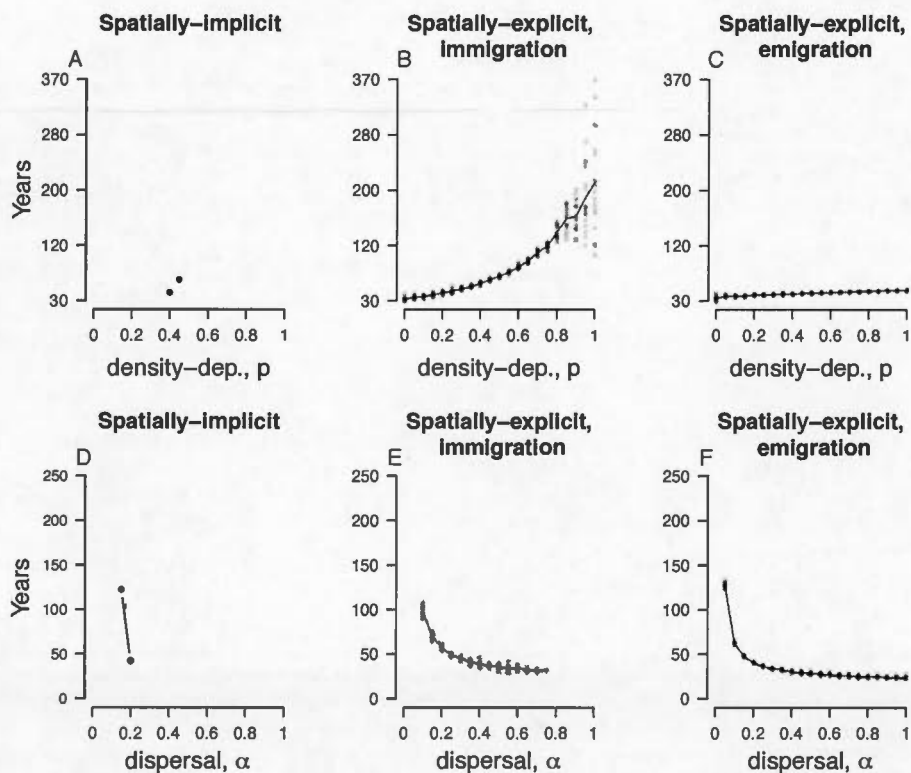 Spatially–implicit
A
370
280
200
120
30
Years
0 0.2 0.4 0.6 0.8 1
density–dep., p
Spatially–explicit,
immigration
B
370
280
200
120
30
0 0.2 0.4 0.6 0.8 1
density–dep., p
Spatially–explicit,
emigration
C
370
280
200
120
30
0 0.2 0.4 0.6 0.8 1
density–dep., p
Spatially–implicit
D
250
200
150
100
50
0
Years
0 0.2 0.4 0.6 0.8 1
dispersal, α
Spatially–explicit,
immigration
E
250
200
150
100
50
0
0 0.2 0.4 0.6 0.8 1
dispersal, α
Spatially–explicit,
emigration
F
250
200
150
100
50
0
0 0.2 0.4 0.6 0.8 1
dispersal, α